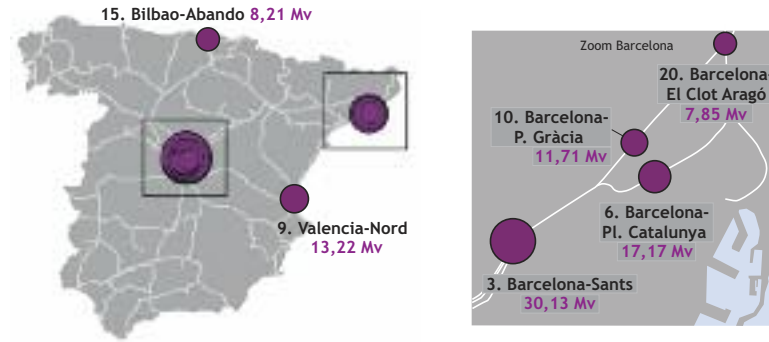 15. Bilbao-Abando 8,21 Mv
9. Valencia-Nord
13,22 Mv
Zoom Barcelona
20. Barcelona-
El Clot Aragó
7,85 Mv
10. Barcelona-
P. Gràcia
11,71 Mv
6. Barcelona-
Pl. Catalunya
17,17 Mv
3. Barcelona-Sants
30,13 Mv